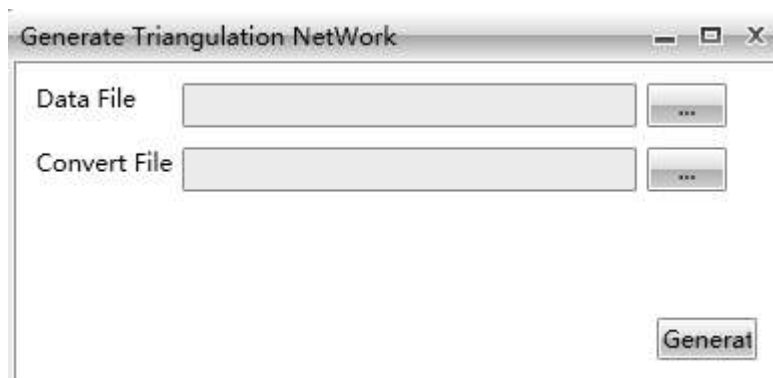 Generate Triangulation NetWork
Data File
...
Convert File
...
Generat